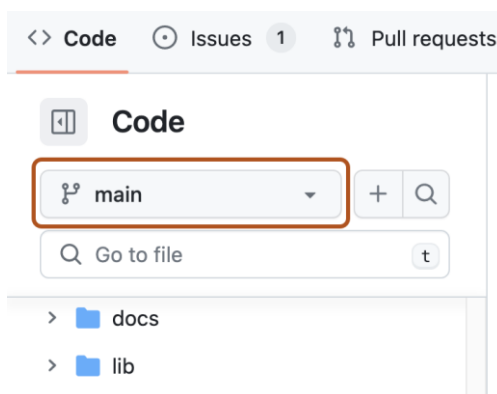 <> Code Issues 1 Pull requests
Code
main
Go to file t
docs
lib